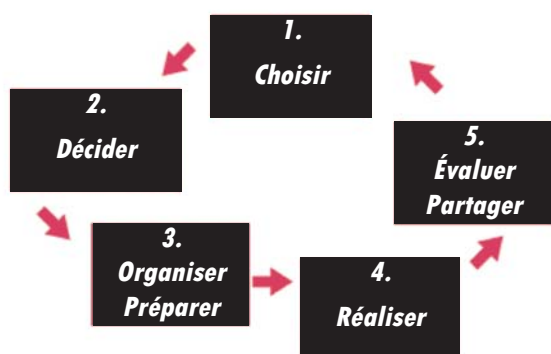 1.
Choisir
2.
Décider
3.
Organiser
Préparer
4.
Réaliser
5.
Évaluer
Partager